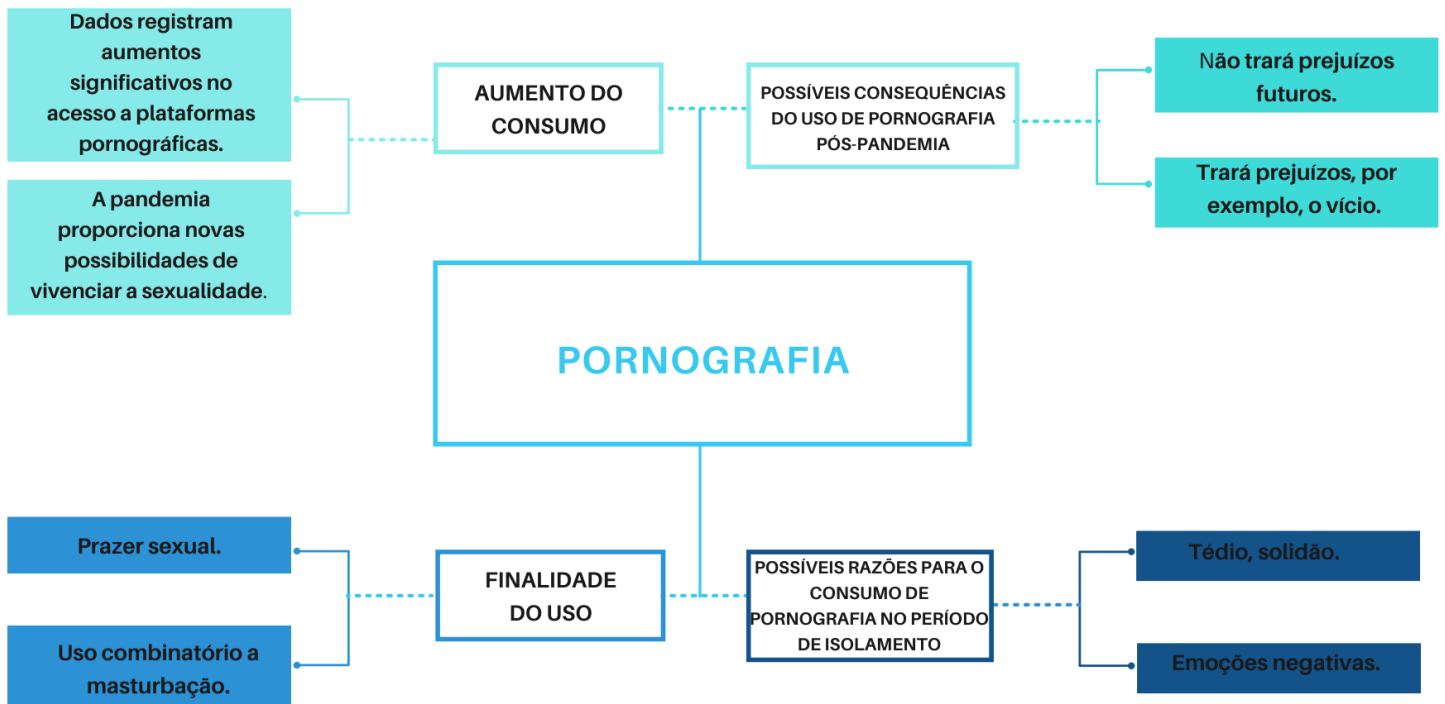 Dados registram
aumentos
significativos no
acesso a plataformas
pornográficas.
A pandemia
proporciona novas
possibilidades de
vivenciar a sexualidade.
AUMENTO DO
CONSUMO
POSSÍVEIS CONSEQUÊNCIAS
DO USO DE PORNOGRAFIA
PÓS-PANDEMIA
Não trará prejuízos
futuros.
Trará prejuízos, por
exemplo, o vício.
PORNOGRAFIA
Prazer sexual.
Uso combinatório a
masturbação.
FINALIDADE
DO USO
POSSÍVEIS RAZÕES PARA O
CONSUMO DE
PORNOGRAFIA NO PERÍODO
DE ISOLAMENTO
Tédio, solidão.
Emoções negativas.